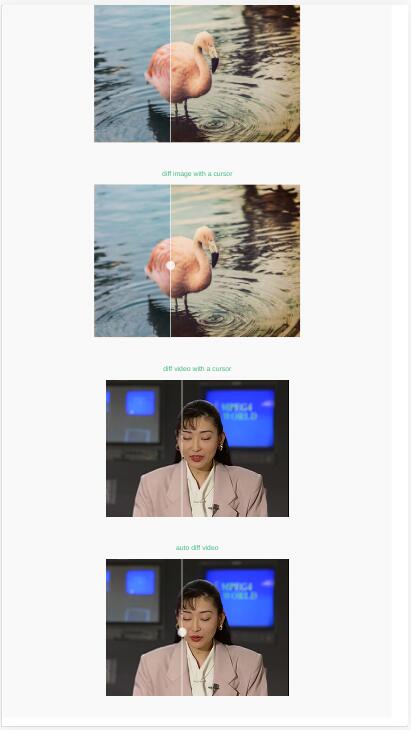 diff image with a cursor
diff video with a cursor
MPEG4
WORLD
auto diff video
MPEG4
WORLD